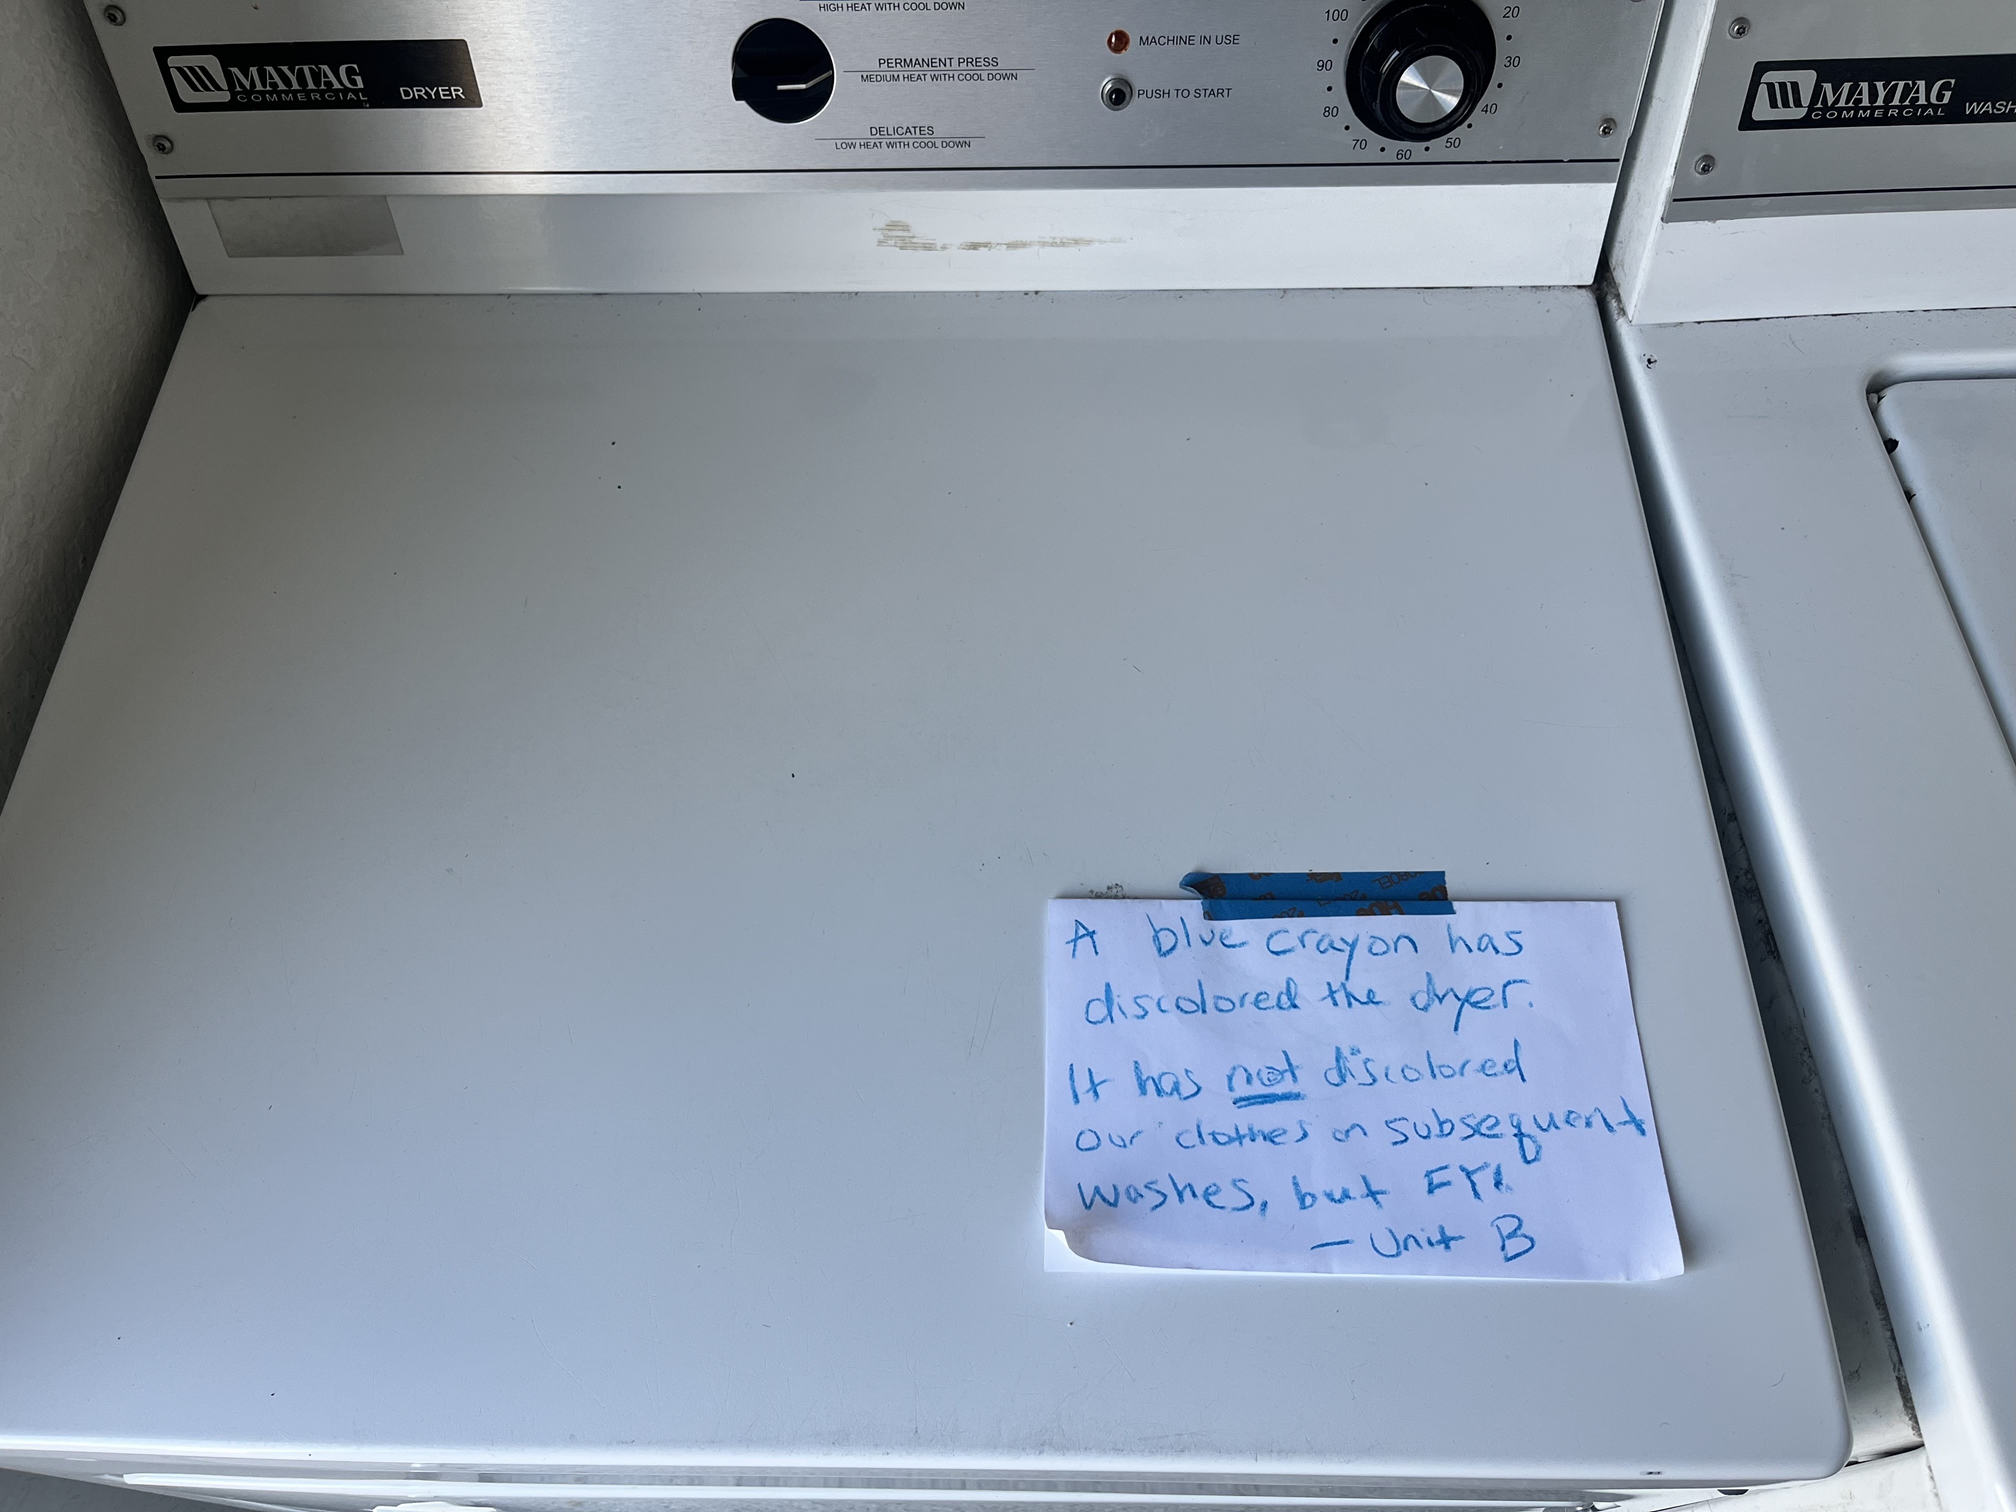 HIGH HEAT WITH COOL DOWN
MAYTAG
COMMERCIAL
DRYER
PERMANENT PRESS
MEDIUM HEAT WITH COOL DOWN
DELICATES
LOW HEAT WITH COOL DOWN
MACHINE IN USE
PUSH TO START
100
90
80
70
60
50
40
30
20
MAYTAG
COMMERCIAL
WASH
A blue crayon has
discolored the dryer.
It has not discolored
our clothes on subsequent
washes, but FYI
— Unit B